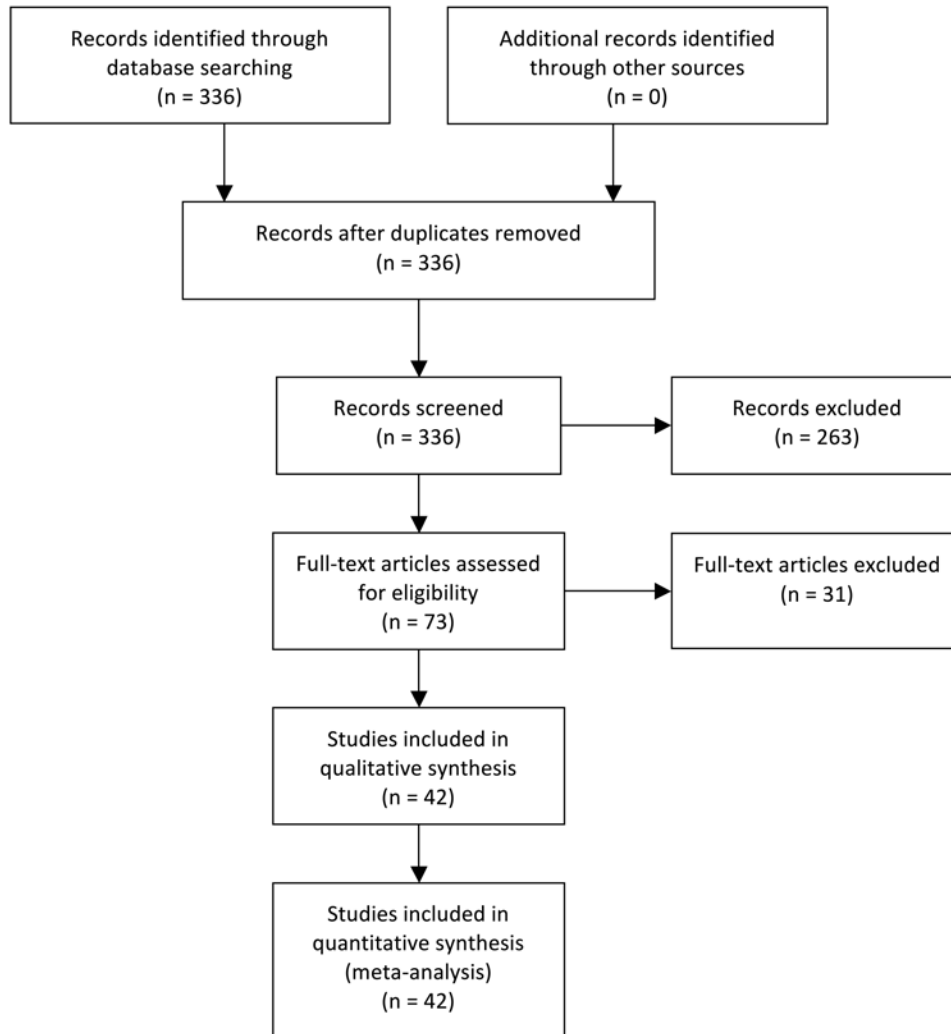 Records identified through
database searching
(n = 336)
Additional records identified
through other sources
(n = 0)
Records after duplicates removed
(n = 336)
Records screened
(n = 336)
Records excluded
(n = 263)
Full-text articles assessed
for eligibility
(n = 73)
Full-text articles excluded
(n = 31)
Studies included in
qualitative synthesis
(n = 42)
Studies included in
quantitative synthesis
(meta-analysis)
(n = 42)